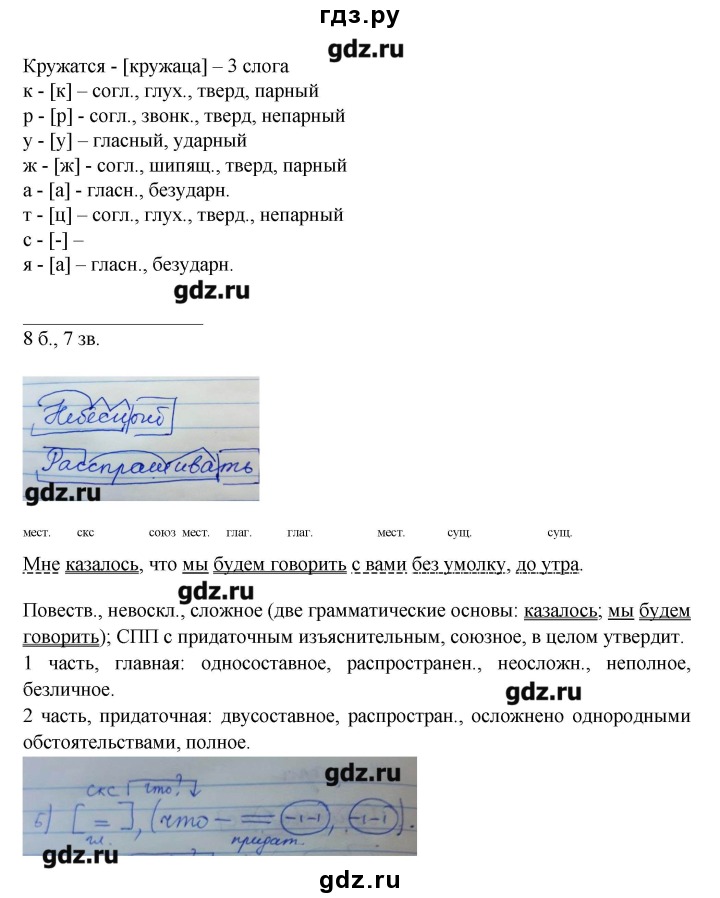 гдз.ру
gdz.ru
Кружатся - [кружаца] – 3 слога
к - [к] – согл., глух., тверд, парный
р - [р] - согл., звонк., тверд, непарный
у - [у] – гласный, ударный
ж - [ж] - согл., шипящ., тверд, парный
а - [а] - гласн., безударн.
т - [ц] – согл., глух., тверд., непарный
с - [-] –
я - [а] – гласн., безударн.
gdz.ru
8 б., 7 зв.
Небесный
Расспрашивать
gdz.ru
мест. скс союз мест. глаг. глаг. мест. сущ. сущ.
Мне казалось, что мы будем говорить с вами без умолку, до утра.
gdz.ru
Повеств., невоскл., сложное (две грамматические основы: казалось; мы будем
говорить); СПП с придаточным изъяснительным, союзное, в целом утвердит.
1 часть, главная: односоставное, распространен., неосложн., неполное,
безличное.
gdz.ru
2 часть, придаточная: двусоставное, распростран., осложнено однородными
обстоятельствами, полное.
gdz.ru
скс что?
б) [=], (что – = -ı-ı-, -ı-ı-).
гл. придат.
gdz.ru
gdz.ru